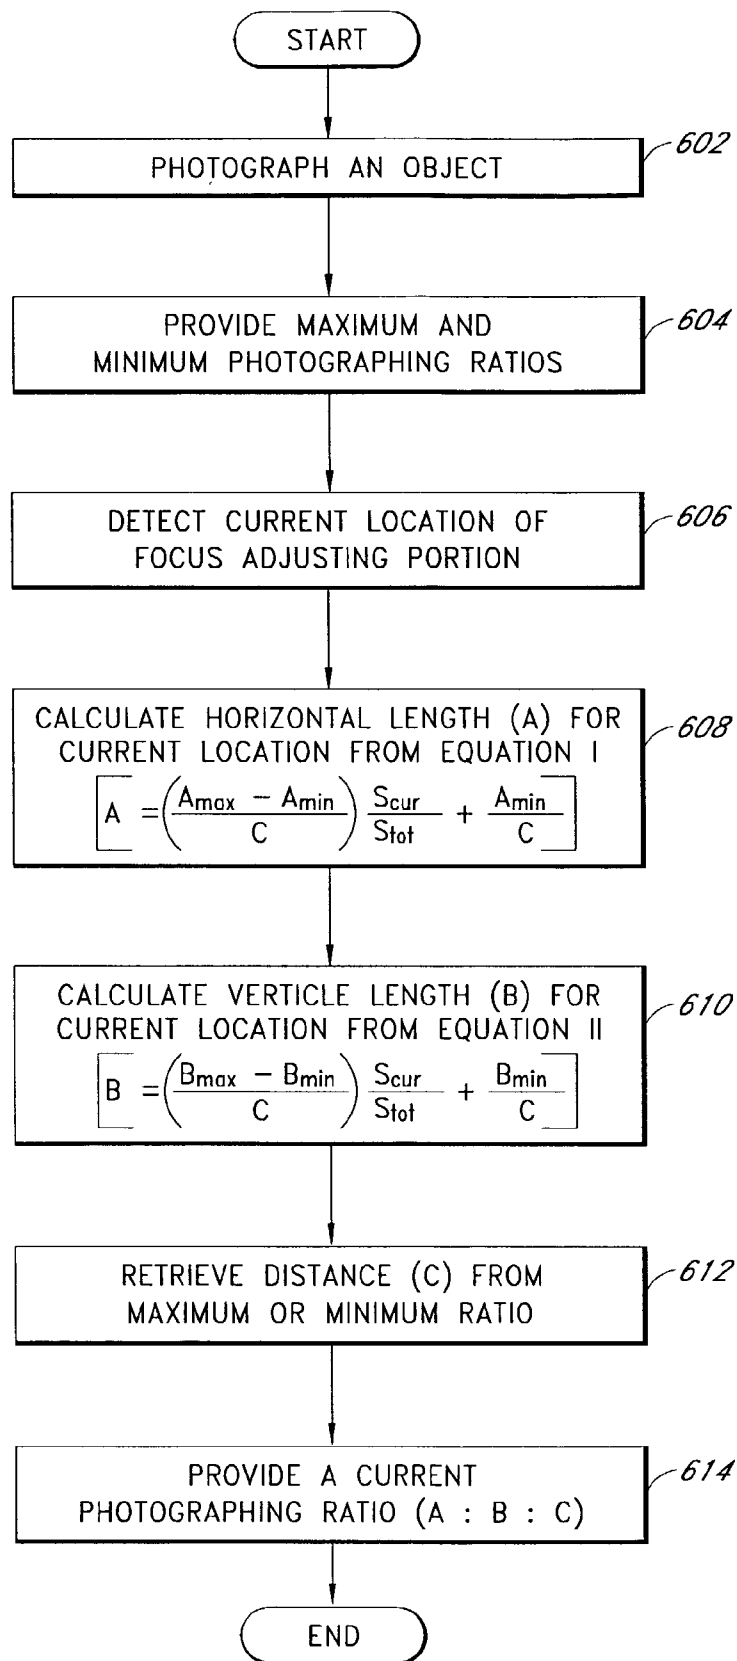 START
PHOTOGRAPH AN OBJECT
602
PROVIDE MAXIMUM AND
MINIMUM PHOTOGRAPHING RATIOS
604
DETECT CURRENT LOCATION OF
FOCUS ADJUSTING PORTION
606
CALCULATE HORIZONTAL LENGTH (A) FOR
CURRENT LOCATION FROM EQUATION I
[A = ((Amax - Amin)/C) Scur/Stot + Amin/C]
608
CALCULATE VERTICLE LENGTH (B) FOR
CURRENT LOCATION FROM EQUATION II
[B = ((Bmax - Bmin)/C) Scur/Stot + Bmin/C]
610
RETRIEVE DISTANCE (C) FROM
MAXIMUM OR MINIMUM RATIO
612
PROVIDE A CURRENT
PHOTOGRAPHING RATIO (A : B : C)
614
END